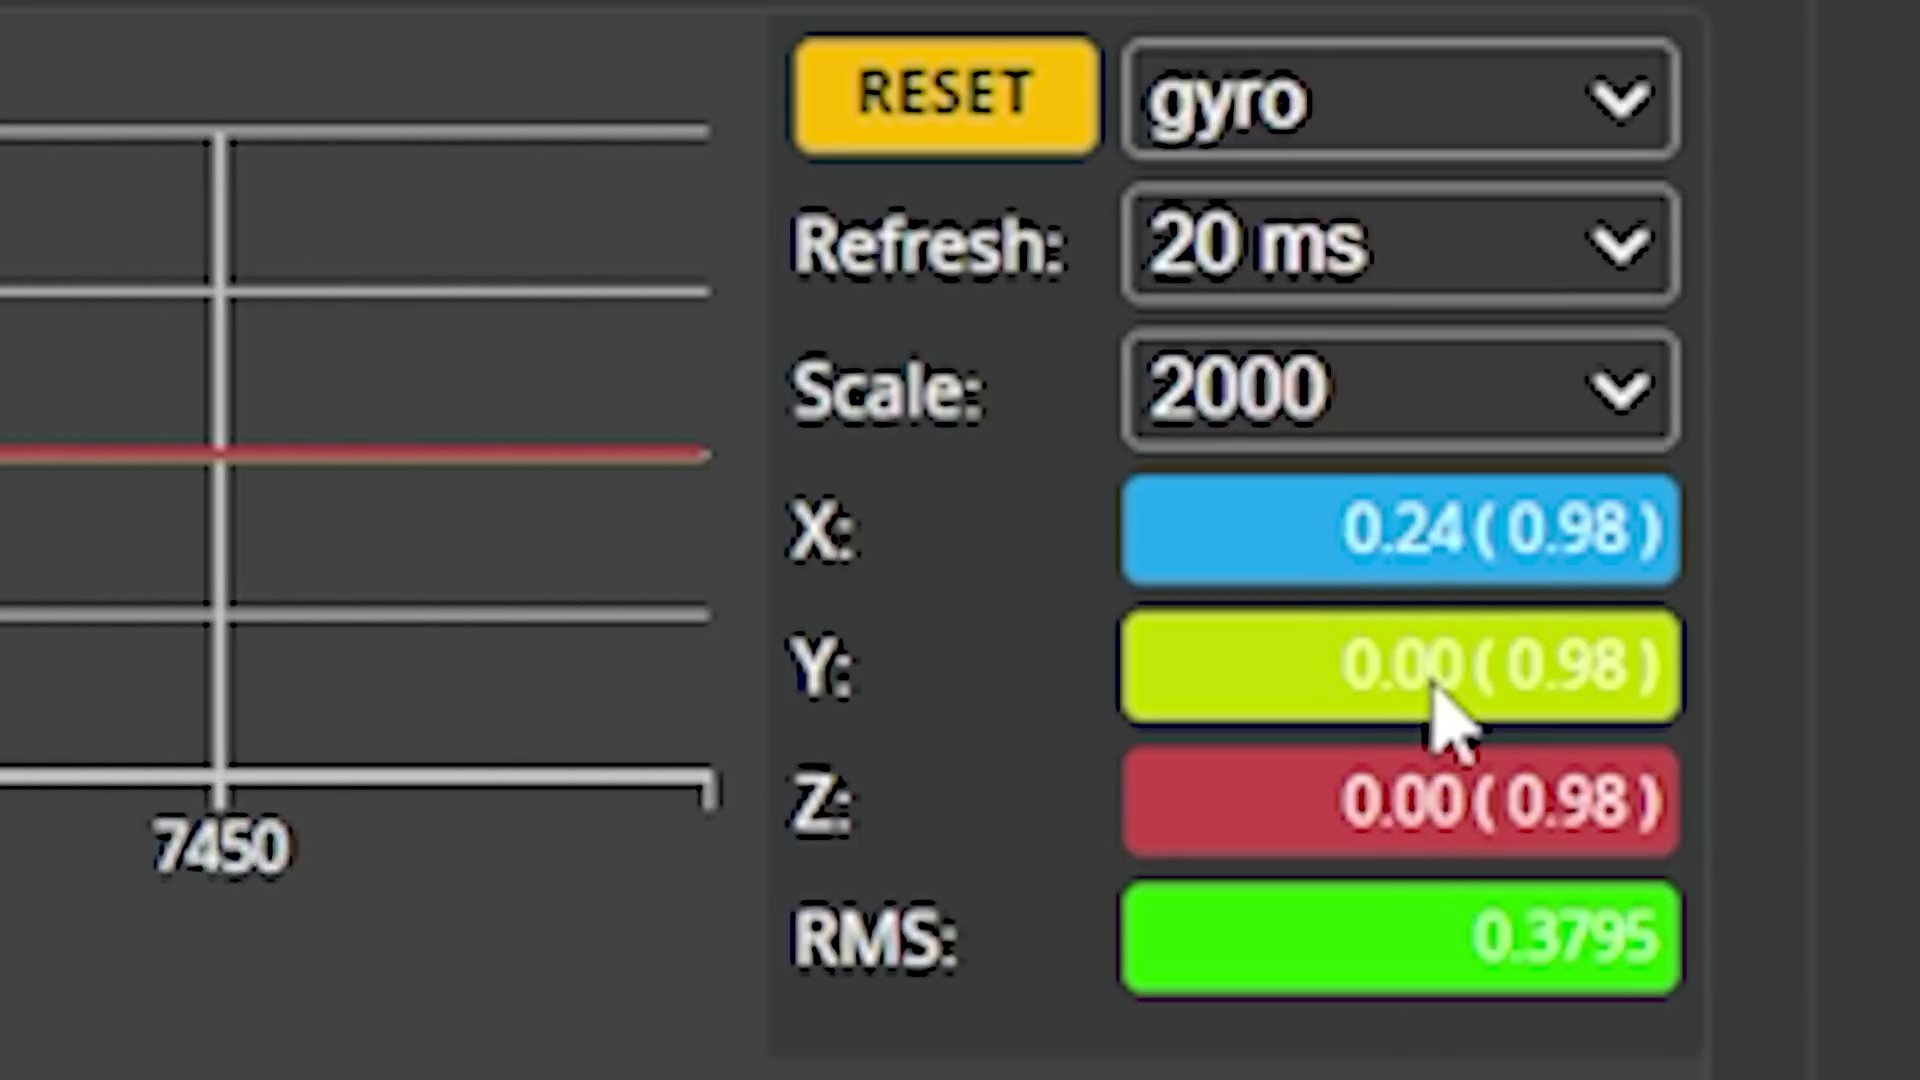 RESET gyro
Refresh: 20 ms
Scale: 2000
X: 0.24 ( 0.98 )
Y: 0.00 ( 0.98 )
Z: 0.00 ( 0.98 )
7450
RMS: 0.3795